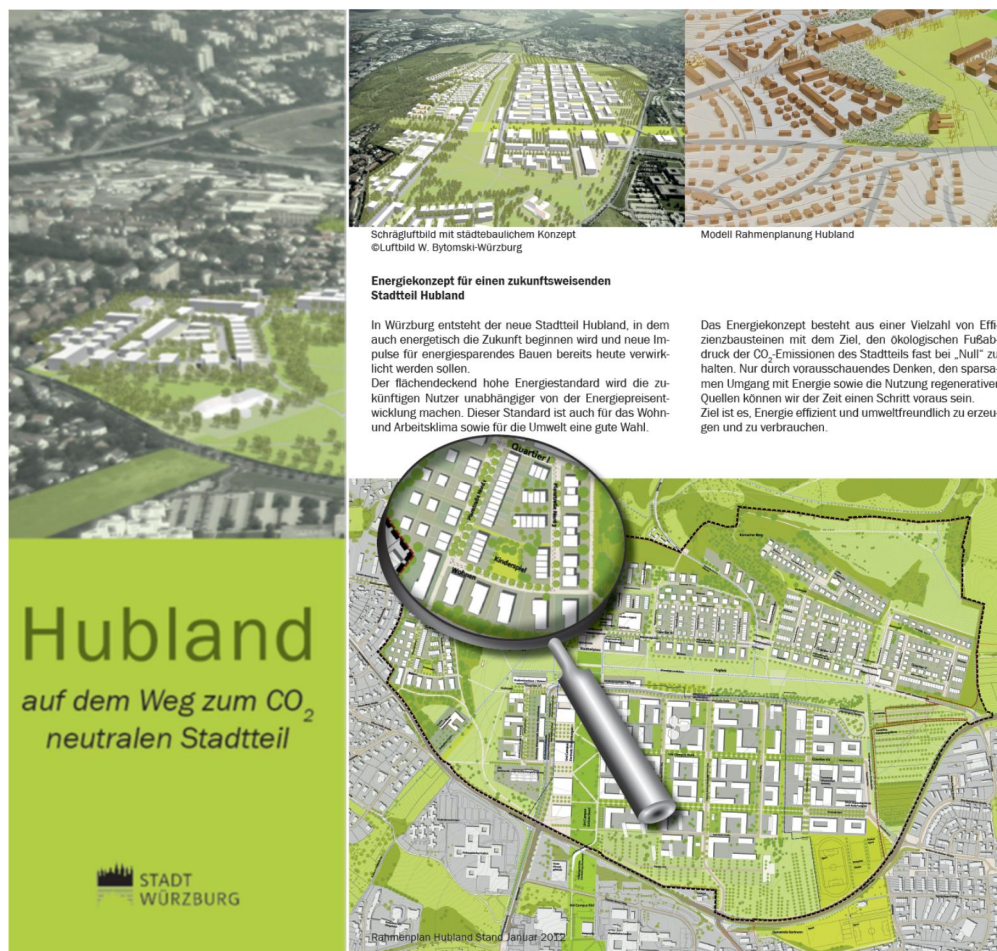 Hubland
auf dem Weg zum CO₂
neutralen Stadtteil
STADT
WÜRZBURG
Schrägluftbild mit städtebaulichem Konzept
©Luftbild W. Bytomski-Würzburg
Modell Rahmenplanung Hubland
Energiekonzept für einen zukunftsweisenden
Stadtteil Hubland
In Würzburg entsteht der neue Stadtteil Hubland, in dem
auch energetisch die Zukunft beginnen wird und neue Im-
pulse für energiesparendes Bauen bereits heute verwirk-
licht werden sollen.
Der flächendeckend hohe Energiestandard wird die zu-
künftigen Nutzer unabhängiger von der Energiepreisent-
wicklung machen. Dieser Standard ist auch für das Wohn-
und Arbeitsklima sowie für die Umwelt eine gute Wahl.
Das Energiekonzept besteht aus einer Vielzahl von Effi-
zienzbausteinen mit dem Ziel, den ökologischen Fußab-
druck der CO₂-Emissionen des Stadtteils fast bei „Null" zu
halten. Nur durch vorausschauendes Denken, den sparsa-
men Umgang mit Energie sowie die Nutzung regenerativer
Quellen können wir der Zeit einen Schritt voraus sein.
Ziel ist es, Energie effizient und umweltfreundlich zu erzeu-
gen und zu verbrauchen.
Quartier I
Kinderspiel
Wohnen
Rahmenplan Hubland Stand Januar 2012